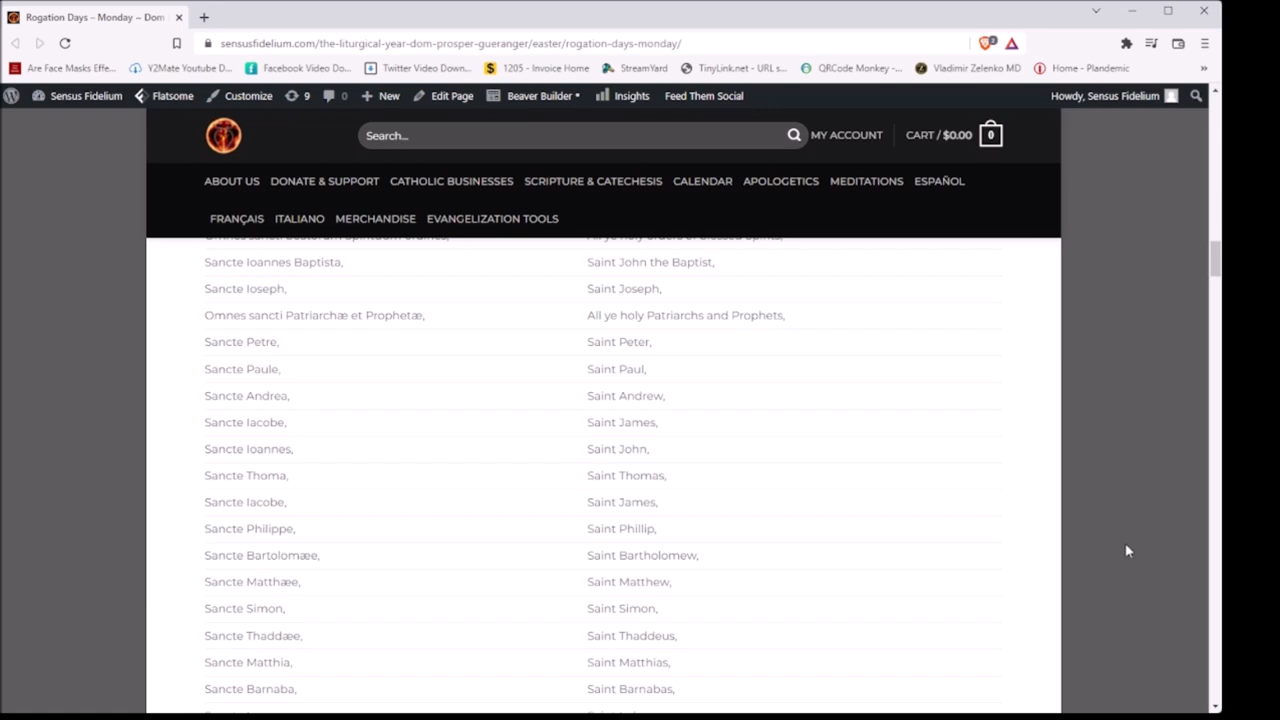 Rogation Days – Monday – Dom
sensusfidelium.com/the-liturgical-year-dom-prosper-gueranger/easter/rogation-days-monday/
Are Face Masks Effe... Y2Mate Youtube D... Facebook Video Do... Twitter Video Down... 1205 - Invoice Home StreamYard TinyLink.net - URL s... QRCode Monkey -... Vladimir Zelenko MD Home - Plandemic »
Sensus Fidelium Flatsome Customize 9 0 New Edit Page Beaver Builder Insights Feed Them Social Howdy, Sensus Fidelium
Search... MY ACCOUNT CART / $0.00 0
ABOUT US DONATE & SUPPORT CATHOLIC BUSINESSES SCRIPTURE & CATECHESIS CALENDAR APOLOGETICS MEDITATIONS ESPAÑOL
FRANÇAIS ITALIANO MERCHANDISE EVANGELIZATION TOOLS
Sancte Ioannes Baptista, Saint John the Baptist,
Sancte Ioseph, Saint Joseph,
Omnes sancti Patriarchæ et Prophetæ, All ye holy Patriarchs and Prophets,
Sancte Petre, Saint Peter,
Sancte Paule, Saint Paul,
Sancte Andrea, Saint Andrew,
Sancte Iacobe, Saint James,
Sancte Ioannes, Saint John,
Sancte Thoma, Saint Thomas,
Sancte Iacobe, Saint James,
Sancte Philippe, Saint Phillip,
Sancte Bartolomæe, Saint Bartholomew,
Sancte Matthæe, Saint Matthew,
Sancte Simon, Saint Simon,
Sancte Thaddæe, Saint Thaddeus,
Sancte Matthia, Saint Matthias,
Sancte Barnaba, Saint Barnabas,